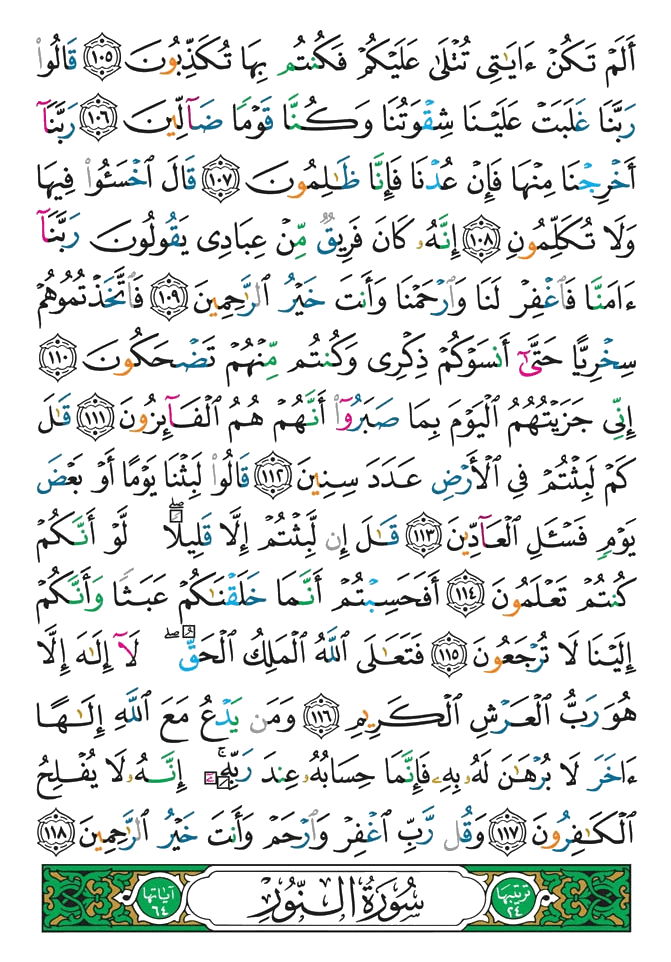 أَلَمْ تَكُنْ ءَايَـٰتِى تُتْلَىٰ عَلَيْكُمْ فَكُنتُم بِهَا تُكَذِّبُونَ ١٠٥ قَالُوا۟
رَبَّنَا غَلَبَتْ عَلَيْنَا شِقْوَتُنَا وَكُنَّا قَوْمًا ضَآلِّينَ ١٠٦ رَبَّنَآ
أَخْرِجْنَا مِنْهَا فَإِنْ عُدْنَا فَإِنَّا ظَـٰلِمُونَ ١٠٧ قَالَ ٱخْسَـُٔوا۟ فِيهَا
وَلَا تُكَلِّمُونِ ١٠٨ إِنَّهُۥ كَانَ فَرِيقٌ مِّنْ عِبَادِى يَقُولُونَ رَبَّنَآ
ءَامَنَّا فَٱغْفِرْ لَنَا وَٱرْحَمْنَا وَأَنتَ خَيْرُ ٱلرَّٰحِمِينَ ١٠٩ فَٱتَّخَذْتُمُوهُمْ
سِخْرِيًّا حَتَّىٰٓ أَنسَوْكُمْ ذِكْرِى وَكُنتُم مِّنْهُمْ تَضْحَكُونَ ١١٠
إِنِّى جَزَيْتُهُمُ ٱلْيَوْمَ بِمَا صَبَرُوٓا۟ أَنَّهُمْ هُمُ ٱلْفَآئِزُونَ ١١١ قَـٰلَ
كَمْ لَبِثْتُمْ فِى ٱلْأَرْضِ عَدَدَ سِنِينَ ١١٢ قَالُوا۟ لَبِثْنَا يَوْمًا أَوْ بَعْضَ
يَوْمٍ فَسْـَٔلِ ٱلْعَآدِّينَ ١١٣ قَـٰلَ إِن لَّبِثْتُمْ إِلَّا قَلِيلًا ۖ لَّوْ أَنَّكُمْ
كُنتُمْ تَعْلَمُونَ ١١٤ أَفَحَسِبْتُمْ أَنَّمَا خَلَقْنَـٰكُمْ عَبَثًا وَأَنَّكُمْ
إِلَيْنَا لَا تُرْجَعُونَ ١١٥ فَتَعَـٰلَى ٱللَّهُ ٱلْمَلِكُ ٱلْحَقُّ ۖ لَآ إِلَـٰهَ إِلَّا
هُوَ رَبُّ ٱلْعَرْشِ ٱلْكَرِيمِ ١١٦ وَمَن يَدْعُ مَعَ ٱللَّهِ إِلَـٰهًا
ءَاخَرَ لَا بُرْهَـٰنَ لَهُۥ بِهِۦ فَإِنَّمَا حِسَابُهُۥ عِندَ رَبِّهِۦٓ ۚ إِنَّهُۥ لَا يُفْلِحُ
ٱلْكَـٰفِرُونَ ١١٧ وَقُل رَّبِّ ٱغْفِرْ وَٱرْحَمْ وَأَنتَ خَيْرُ ٱلرَّٰحِمِينَ ١١٨
ترتيبها ٢٤ سُورَةُ النُّورِ آياتها ٦٤